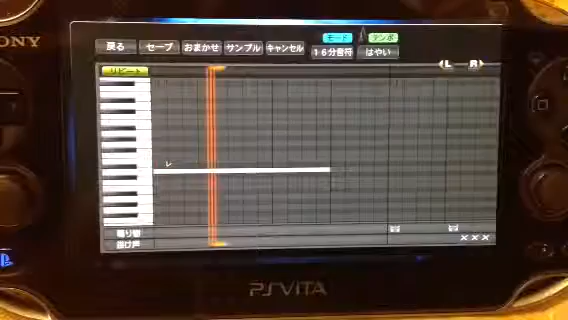 SONY
戻る セーブ おまかせ サンプル キャンセル
モード テンポ
16分音符 はやい
L R
リピート
レ
鳴り物
掛け声
×××
PSVITA